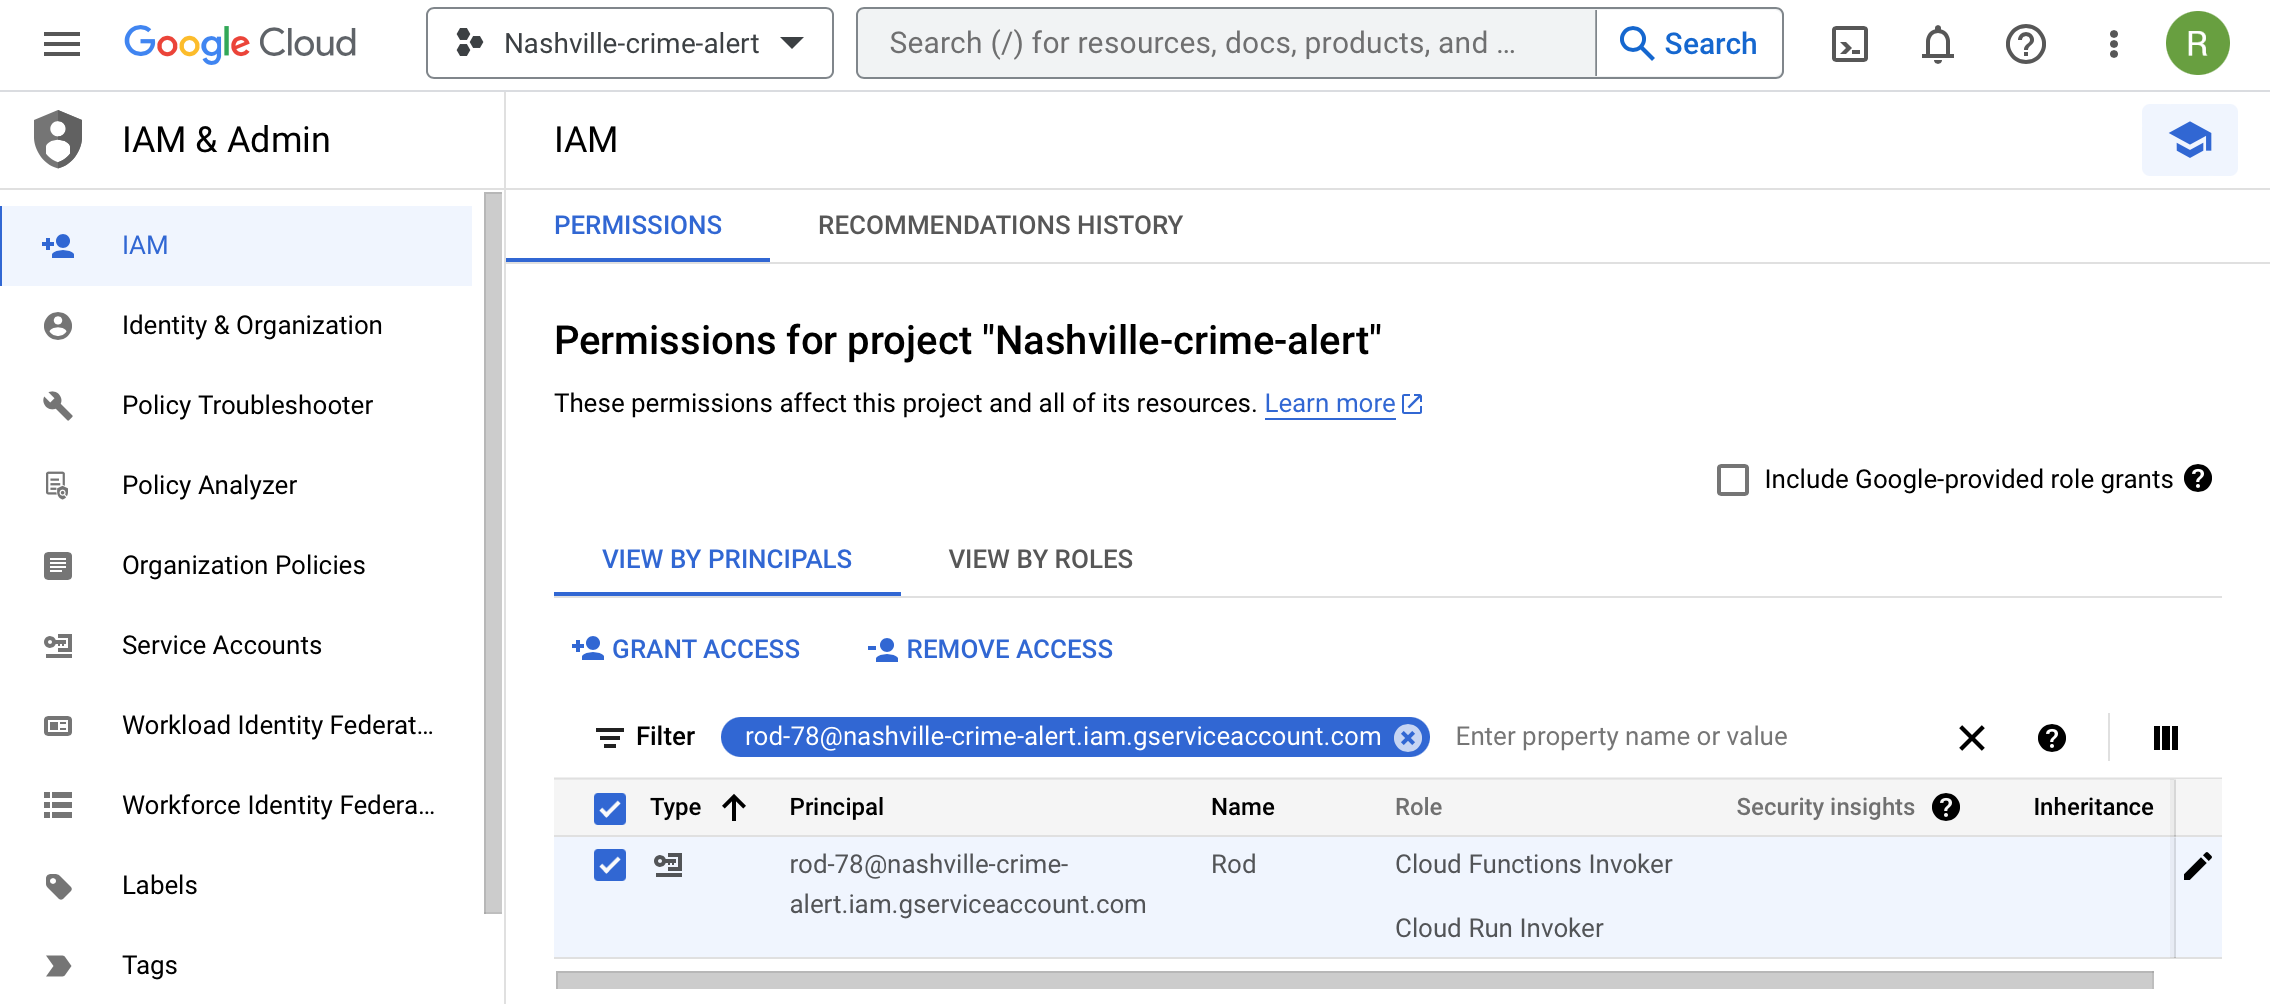 Google Cloud
Nashville-crime-alert
Search (/) for resources, docs, products, and ...
Search
R
IAM & Admin
IAM
IAM
Identity & Organization
Policy Troubleshooter
Policy Analyzer
Organization Policies
Service Accounts
Workload Identity Federat...
Workforce Identity Federa...
Labels
Tags
PERMISSIONS
RECOMMENDATIONS HISTORY
Permissions for project "Nashville-crime-alert"
These permissions affect this project and all of its resources. Learn more
Include Google-provided role grants
VIEW BY PRINCIPALS
VIEW BY ROLES
GRANT ACCESS
REMOVE ACCESS
Filter
rod-78@nashville-crime-alert.iam.gserviceaccount.com
Enter property name or value
Type
Principal
Name
Role
Security insights
Inheritance
rod-78@nashville-crime-
alert.iam.gserviceaccount.com
Rod
Cloud Functions Invoker
Cloud Run Invoker